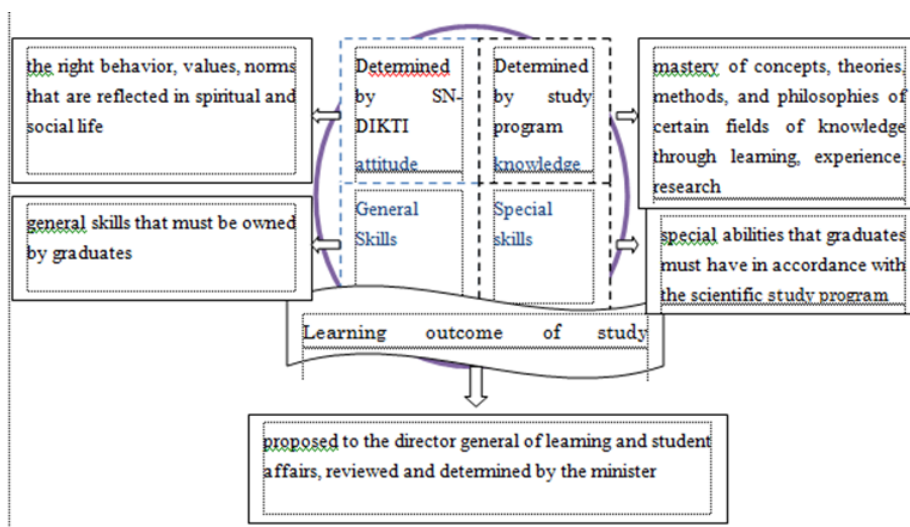 the right behavior, values, norms
that are reflected in spiritual and
social life
general skills that must be owned
by graduates
Determined
by SN-
DIKTI
attitude
Determined
by study
program
knowledge
General
Skills
Special
skills
mastery of concepts, theories,
methods, and philosophies of
certain fields of knowledge
through learning, experience,
research
special abilities that graduates
must have in accordance with
the scientific study program
Learning outcome of study
proposed to the director general of learning and student
affairs, reviewed and determined by the minister